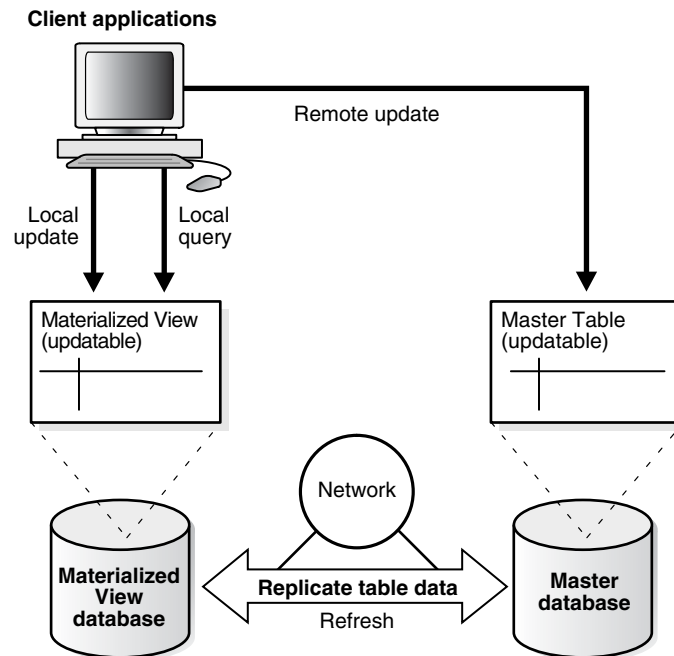 Client applications
Remote update
Local
update
Local
query
Materialized View
(updatable)
Master Table
(updatable)
Network
Materialized
View
database
Replicate table data
Refresh
Master
database